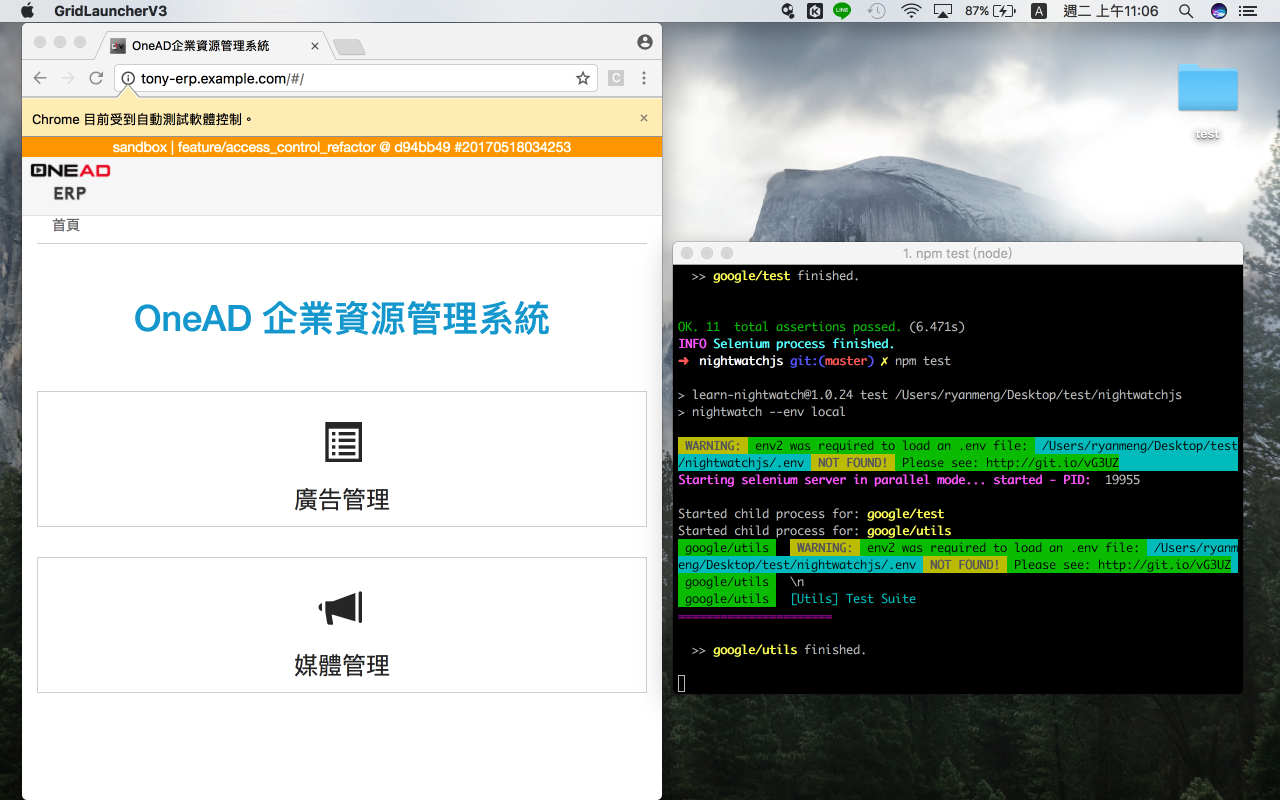 GridLauncherV3
LINE
87%
A
週二 上午11:06
OneAD企業資源管理系統
tony-erp.example.com/#/
C
Chrome 目前受到自動測試軟體控制。
sandbox | feature/access_control_refactor @ d94bb49 #20170518034253
ONEAD
ERP
首頁
OneAD 企業資源管理系統
廣告管理
媒體管理
test
1. npm test (node)
>> google/test finished.
OK. 11  total assertions passed. (6.471s)
INFO Selenium process finished.
➜  nightwatchjs git:(master) ✗ npm test
> learn-nightwatch@1.0.24 test /Users/ryanmeng/Desktop/test/nightwatchjs
> nightwatch --env local
WARNING:  env2 was required to load an .env file:  /Users/ryanmeng/Desktop/test
/nightwatchjs/.env  NOT FOUND!  Please see: http://git.io/vG3UZ
Starting selenium server in parallel mode... started - PID:  19955
Started child process for: google/test
Started child process for: google/utils
google/utils   WARNING:  env2 was required to load an .env file:  /Users/ryanm
eng/Desktop/test/nightwatchjs/.env  NOT FOUND!  Please see: http://git.io/vG3UZ
google/utils   \n
google/utils   [Utils] Test Suite
======================
>> google/utils finished.